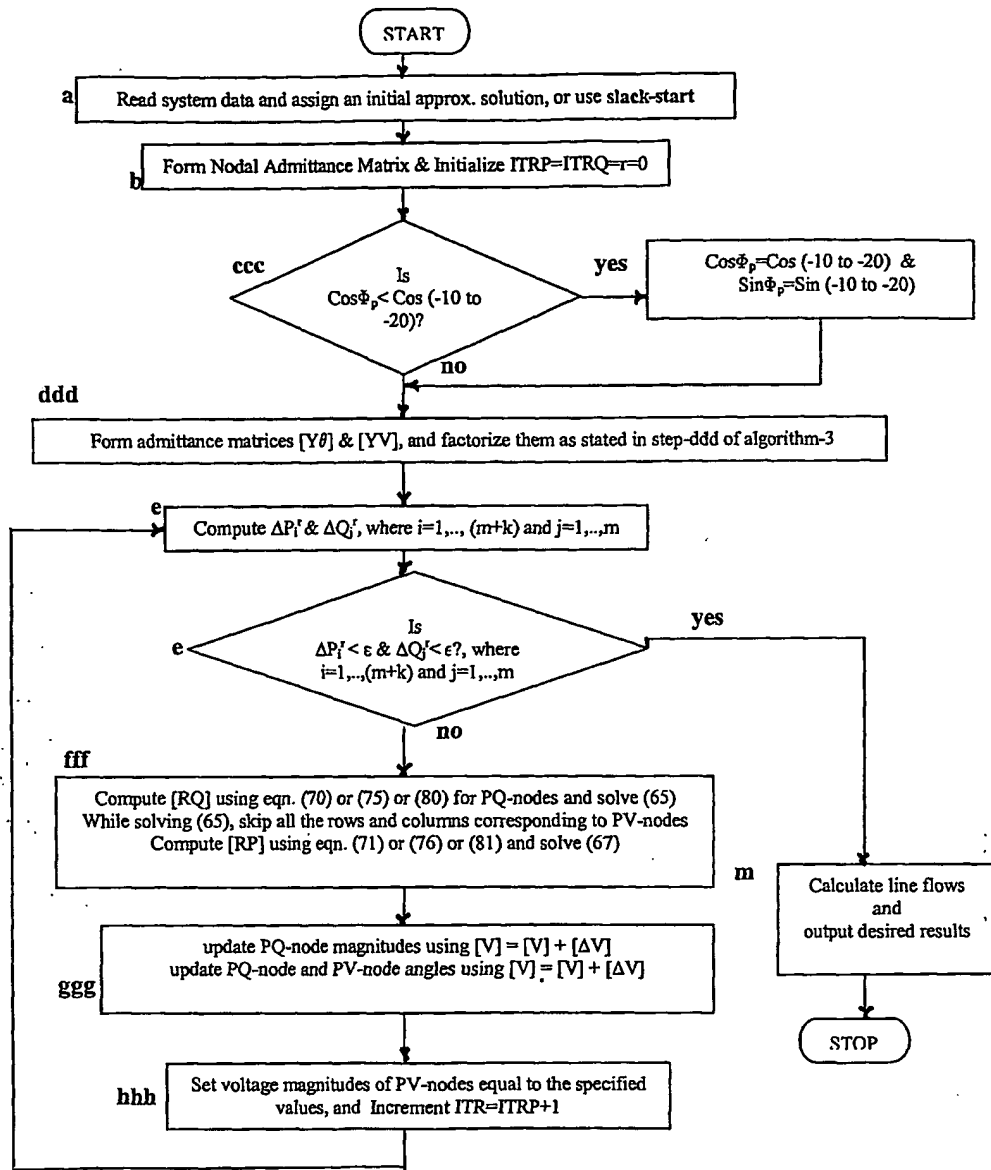 START
a
Read system data and assign an initial approx. solution, or use slack-start
b
Form Nodal Admittance Matrix & Initialize ITRP=ITRQ=r=0
ccc
Is
CosΦp< Cos (-10 to
-20)?
yes
CosΦp=Cos (-10 to -20) &
SinΦp=Sin (-10 to -20)
no
ddd
Form admittance matrices [Yθ] & [YV], and factorize them as stated in step-ddd of algorithm-3
e
Compute ΔPiʳ & ΔQjʳ, where i=1,.., (m+k) and j=1,..,m
e
Is
ΔPiʳ < ε & ΔQjʳ< ϵ?, where
i=1,..,(m+k) and j=1,..,m
yes
no
fff
Compute [RQ] using eqn. (70) or (75) or (80) for PQ-nodes and solve (65)
While solving (65), skip all the rows and columns corresponding to PV-nodes
Compute [RP] using eqn. (71) or (76) or (81) and solve (67)
m
Calculate line flows
and
output desired results
ggg
update PQ-node magnitudes using [V] = [V] + [ΔV]
update PQ-node and PV-node angles using [V] = [V] + [ΔV]
STOP
hhh
Set voltage magnitudes of PV-nodes equal to the specified
values, and Increment ITR=ITRP+1